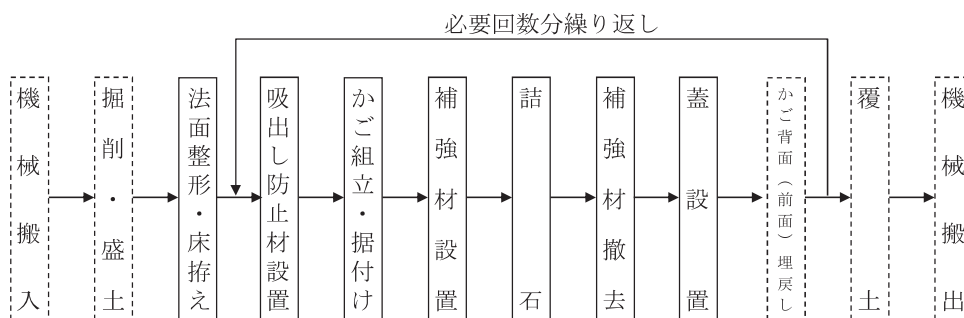 必要回数分繰り返し
機械搬入
掘削・盛土
法面整形・床拵え
吸出し防止材設置
かご組立・据付け
補強材設置
詰石
補強材撤去
蓋設置
かご背面（前面）埋戻し
覆土
機械搬出